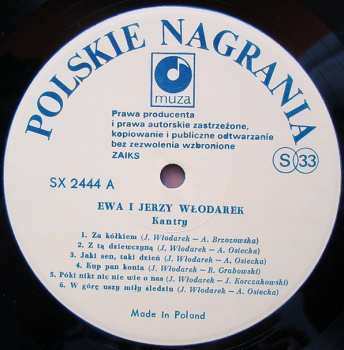 POLSKIE NAGRANIA
muza
Prawa producenta
i prawa autorskie zastrzeżone,
kopiowanie i publiczne odtwarzanie
bez zezwolenia wzbronione
ZAIKS
S 33
SX 2444 A
EWA I JERZY WŁODAREK
Kantry
1. Za kółkiem (J. Włodarek — A. Brzozowska)
2. Z tą dziewczyną (J. Włodarek — A. Osiecka)
3. Jaki sen, taki dzień (J. Włodarek — A. Osiecka)
4. Kup pan konia (J. Włodarek — R. Grabowski)
5. Póki nikt nic nie wie o nas (J. Włodarek — J. Korczakowski)
6. W górę uszy miły śledziu (J. Włodarek — A. Osiecka)
Made in Poland